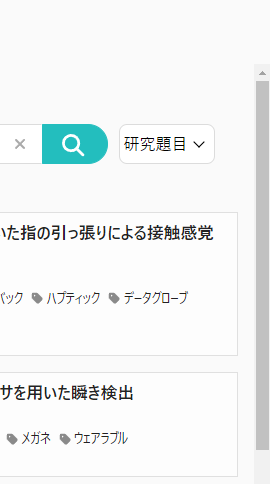 研究題目
いた指の引っ張りによる接触感覚
バック ハプティック データグローブ
サを用いた瞬き検出
メガネ ウェアラブル